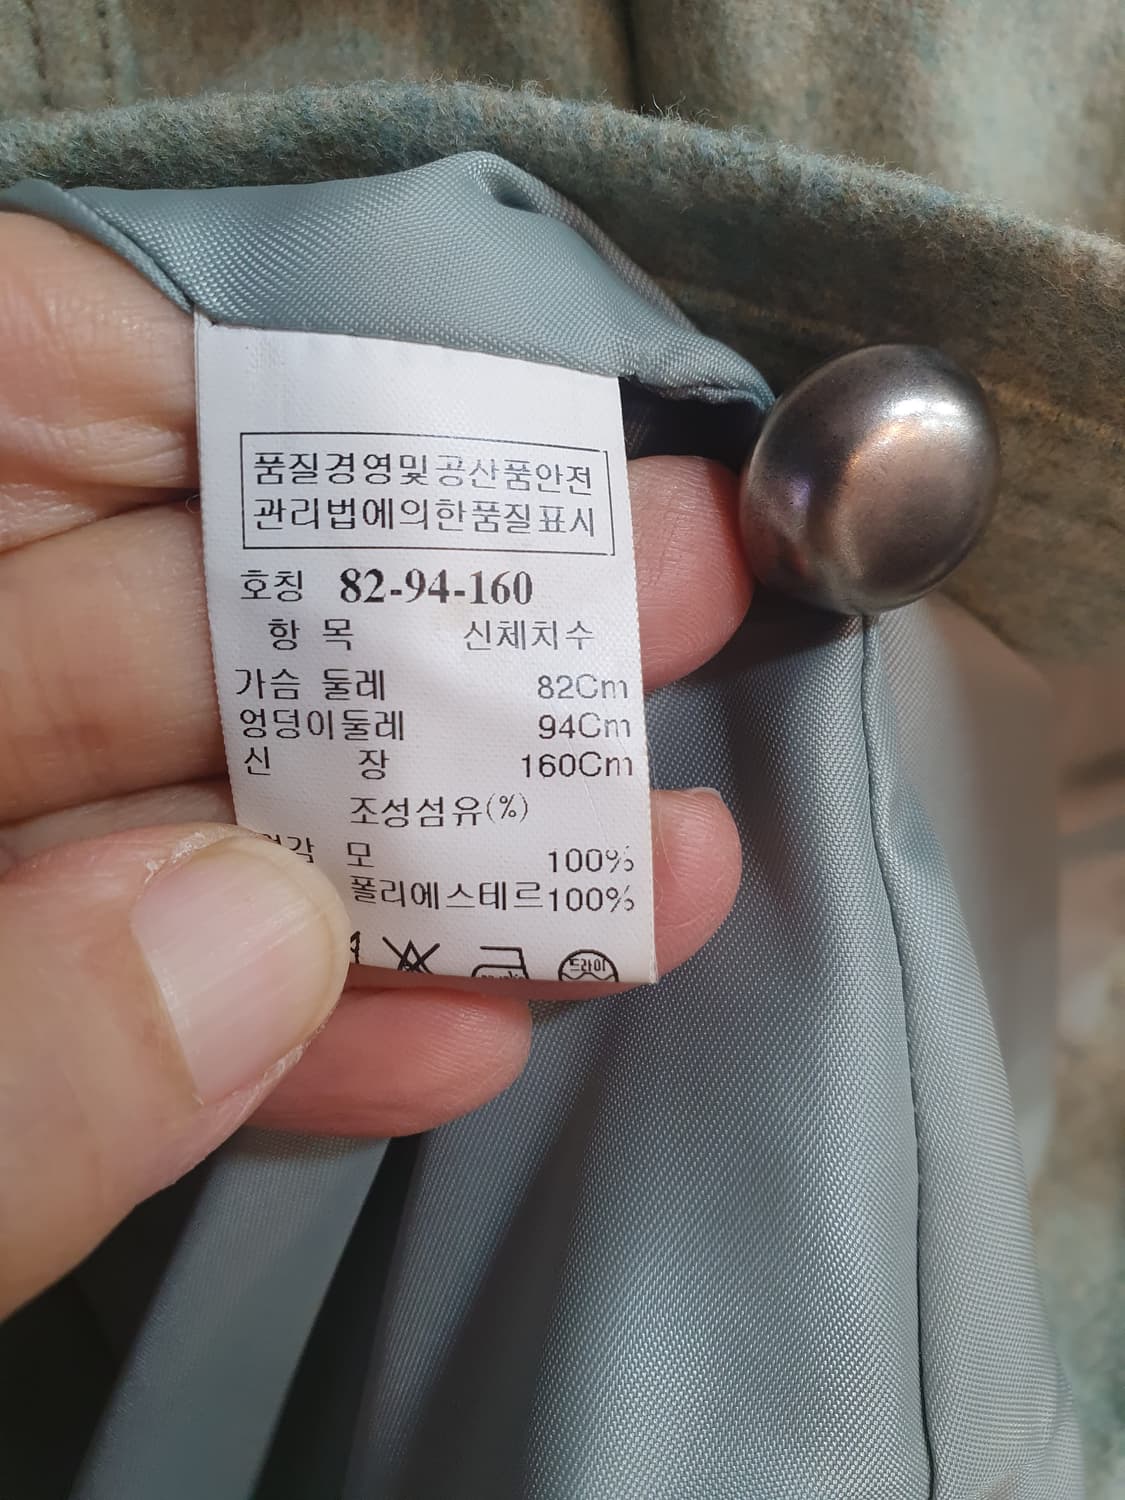 품질경영및공산품안전
관리법에의한품질표시
호칭 82-94-160
항 목 신체치수
가슴 둘레 82Cm
엉덩이둘레 94Cm
신 장 160Cm
조성섬유(%)
모 100%
폴리에스테르100%
드라이